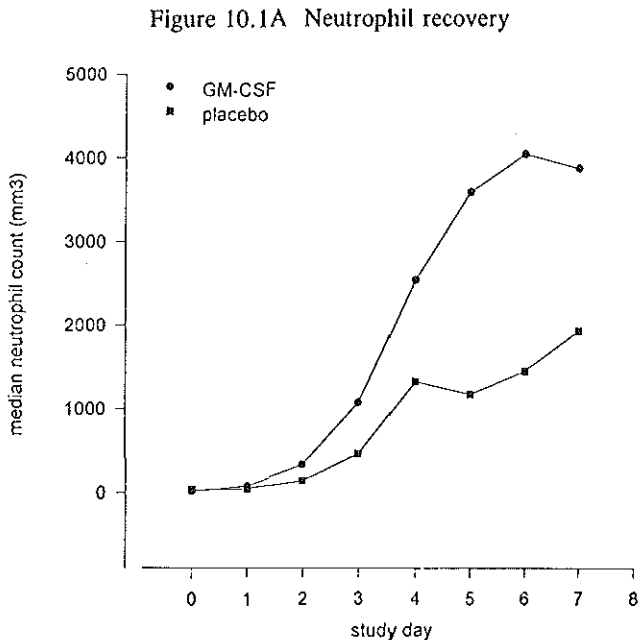 Figure 10.1A Neutrophil recovery
GM-CSF
placebo
median neutrophil count (mm3)
5000
4000
3000
2000
1000
0
0 1 2 3 4 5 6 7 8
study day